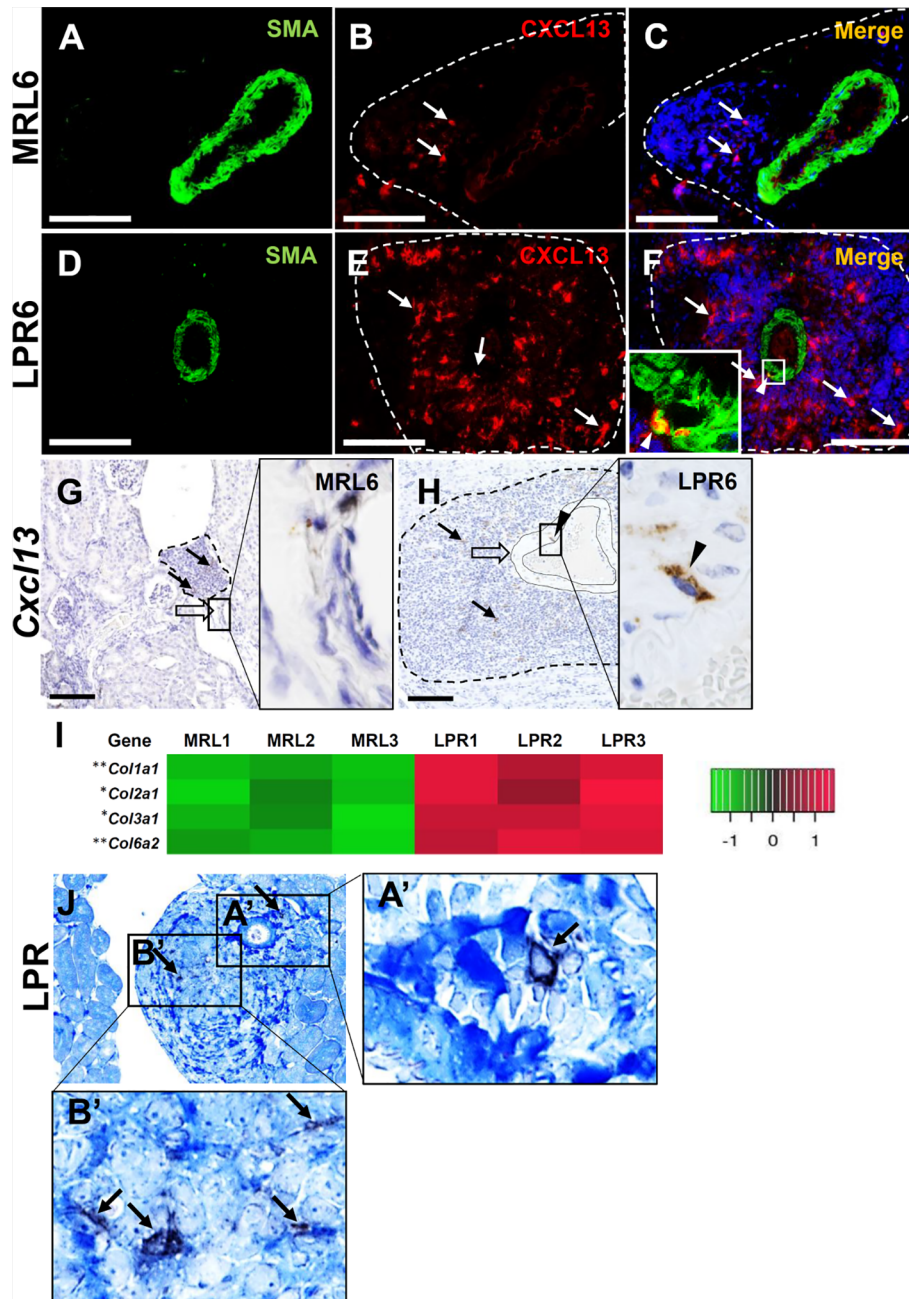 A SMA B CXCL13 C Merge
MRL6
D SMA E CXCL13 F Merge
LPR6
G MRL6 H LPR6
Cxcl13
I
Gene MRL1 MRL2 MRL3 LPR1 LPR2 LPR3
**Col1a1
*Col2a1
*Col3a1
**Col6a2
-1 0 1
J A' A'
B'
LPR
B'